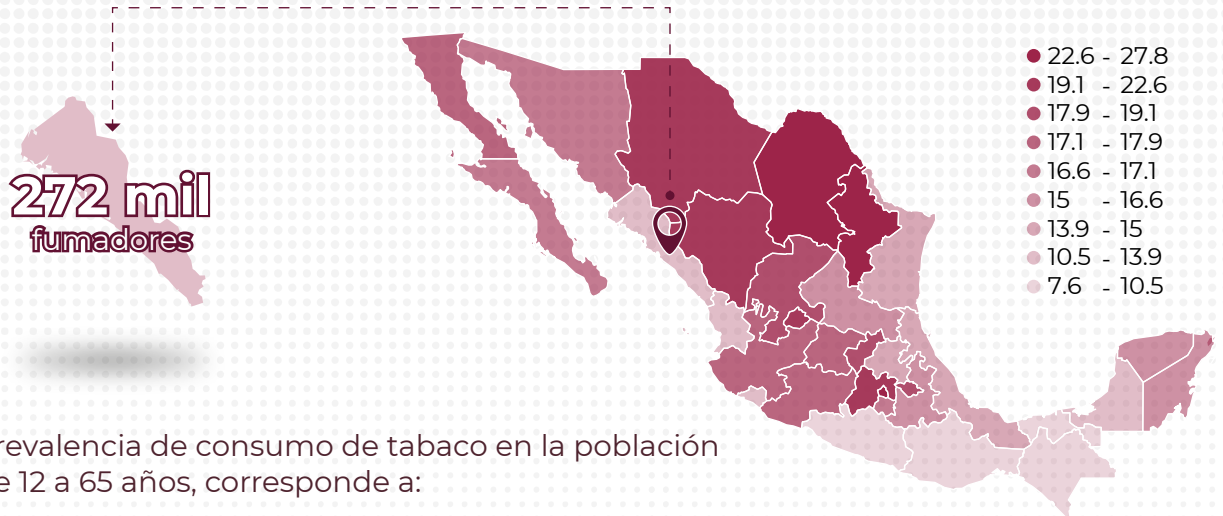 272 mil
fumadores
22.6 - 27.8
19.1 - 22.6
17.9 - 19.1
17.1 - 17.9
16.6 - 17.1
15 - 16.6
13.9 - 15
10.5 - 13.9
7.6 - 10.5
revalencia de consumo de tabaco en la población
e 12 a 65 años, corresponde a: